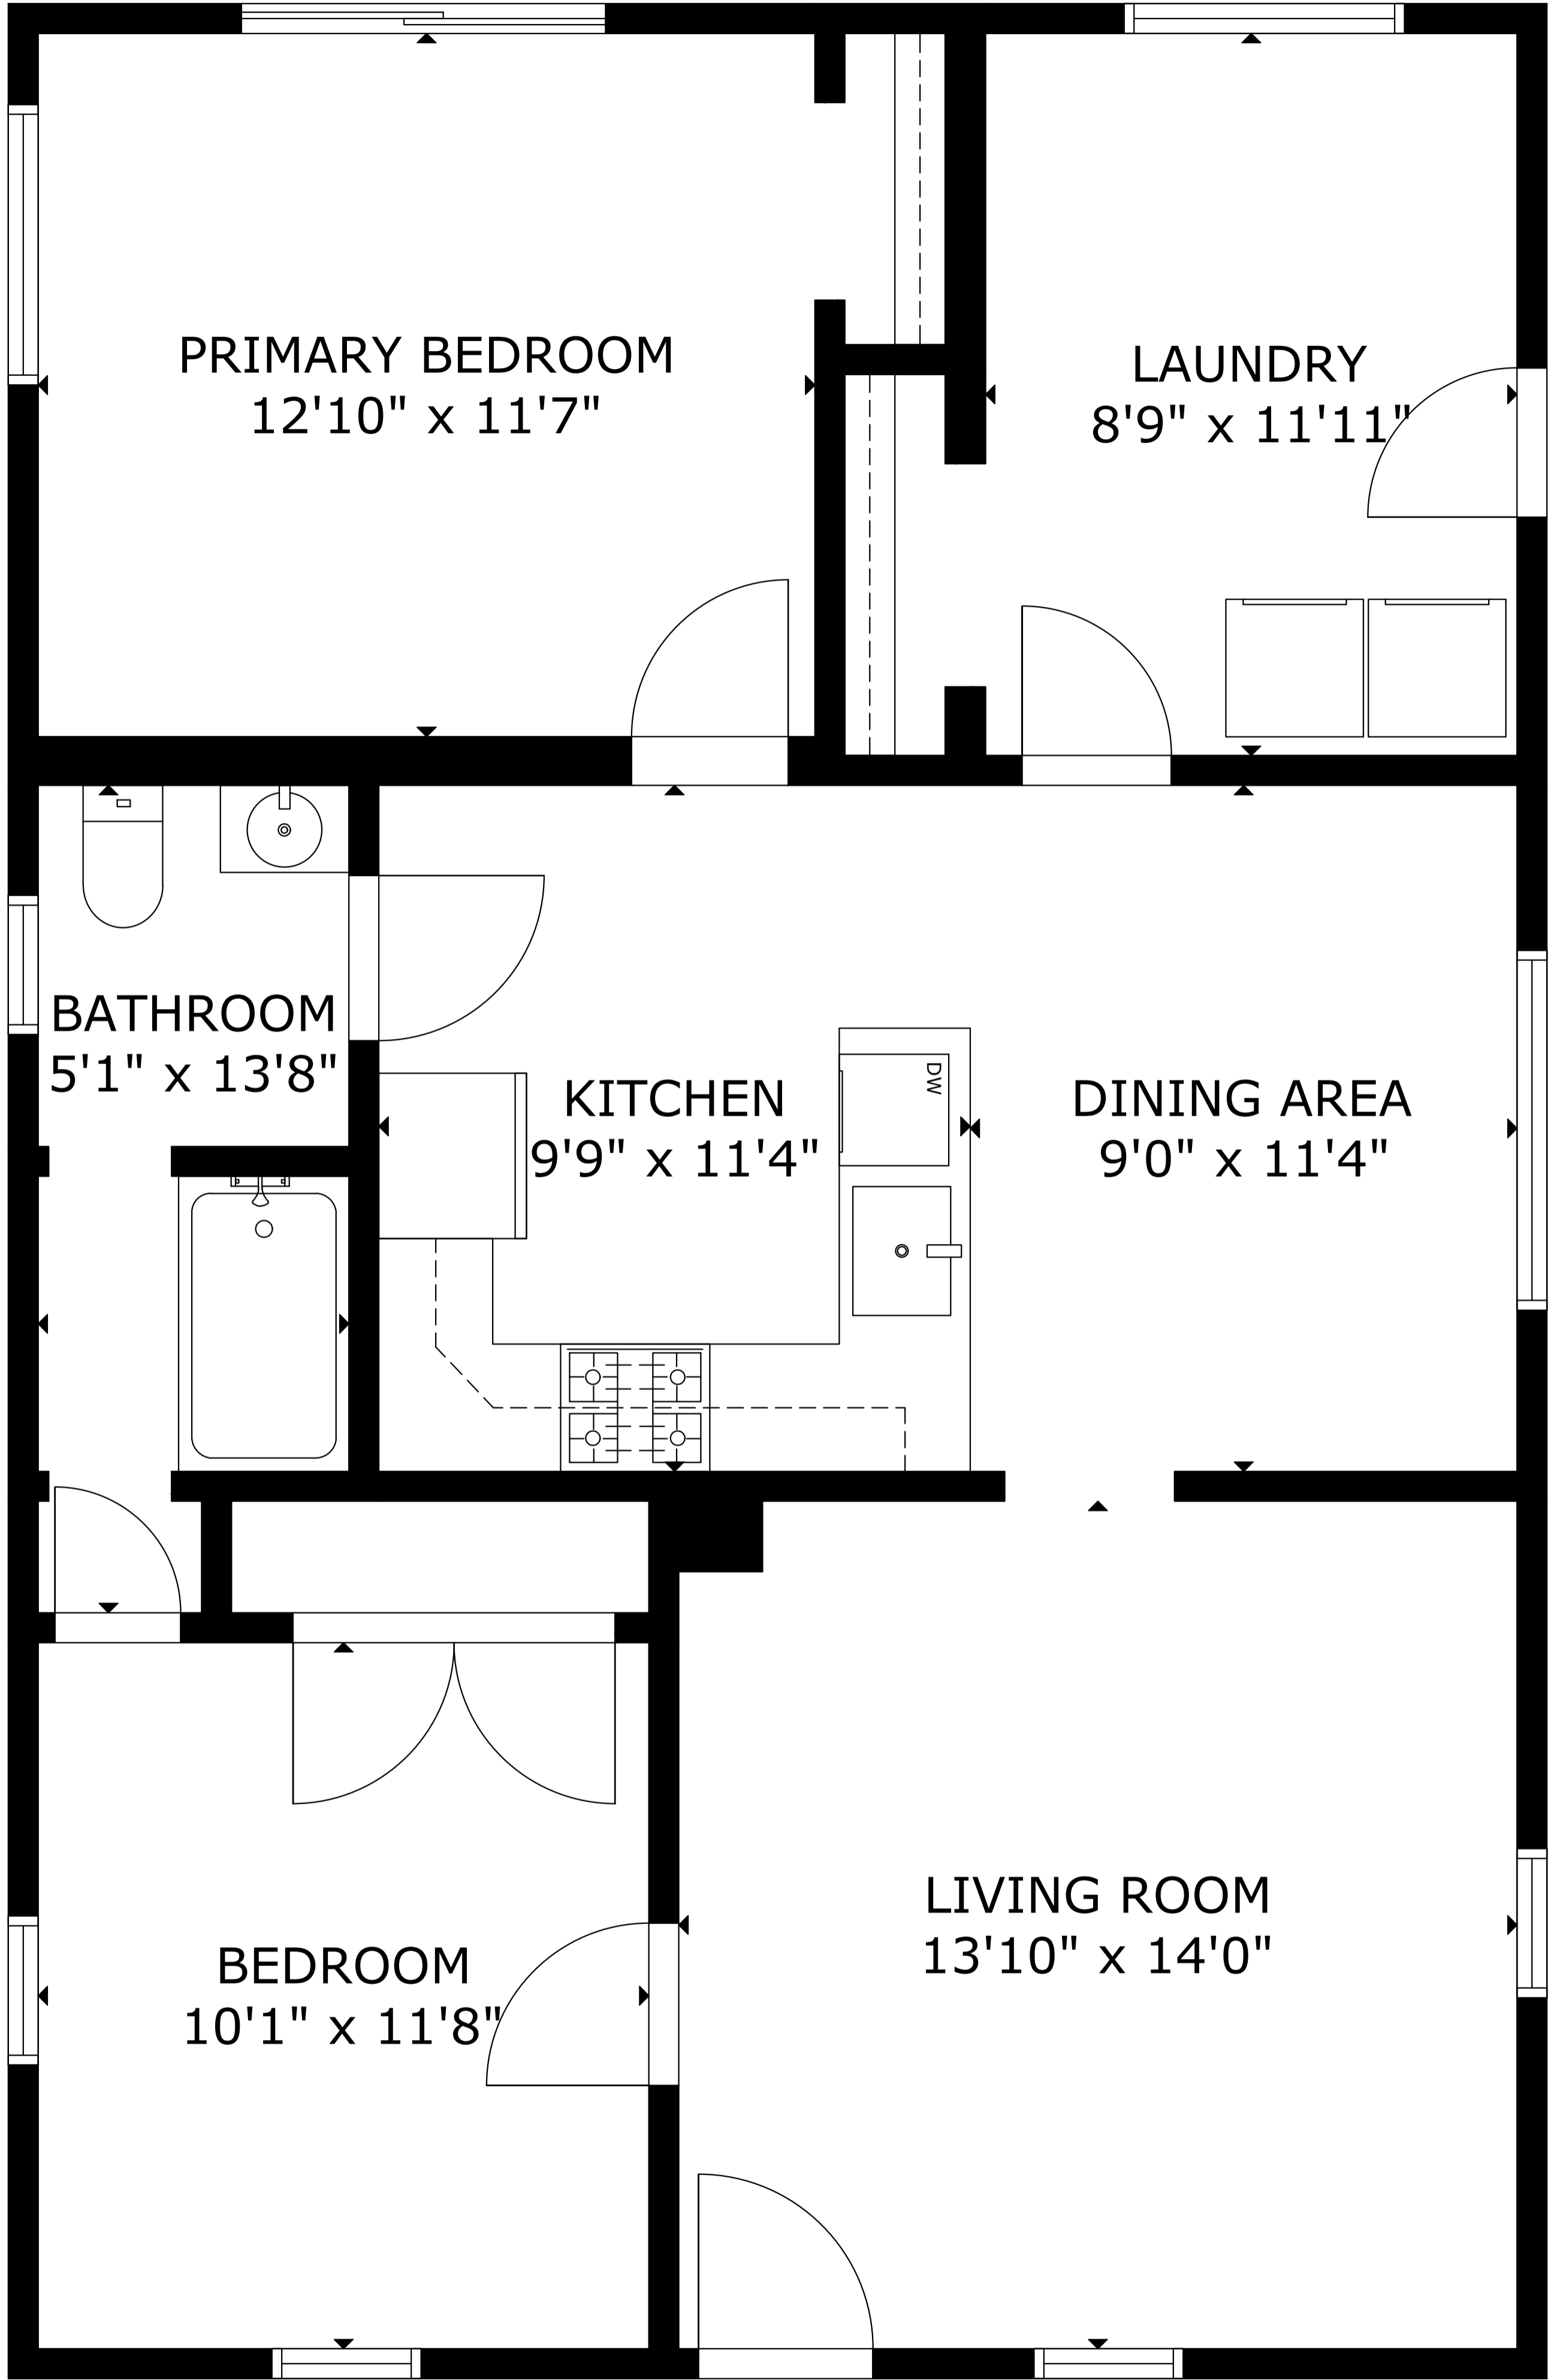 PRIMARY BEDROOM
12'10" x 11'7"
LAUNDRY
8'9" x 11'11"
BATHROOM
5'1" x 13'8"
KITCHEN
9'9" x 11'4"
DW
DINING AREA
9'0" x 11'4"
LIVING ROOM
13'10" x 14'0"
BEDROOM
10'1" x 11'8"